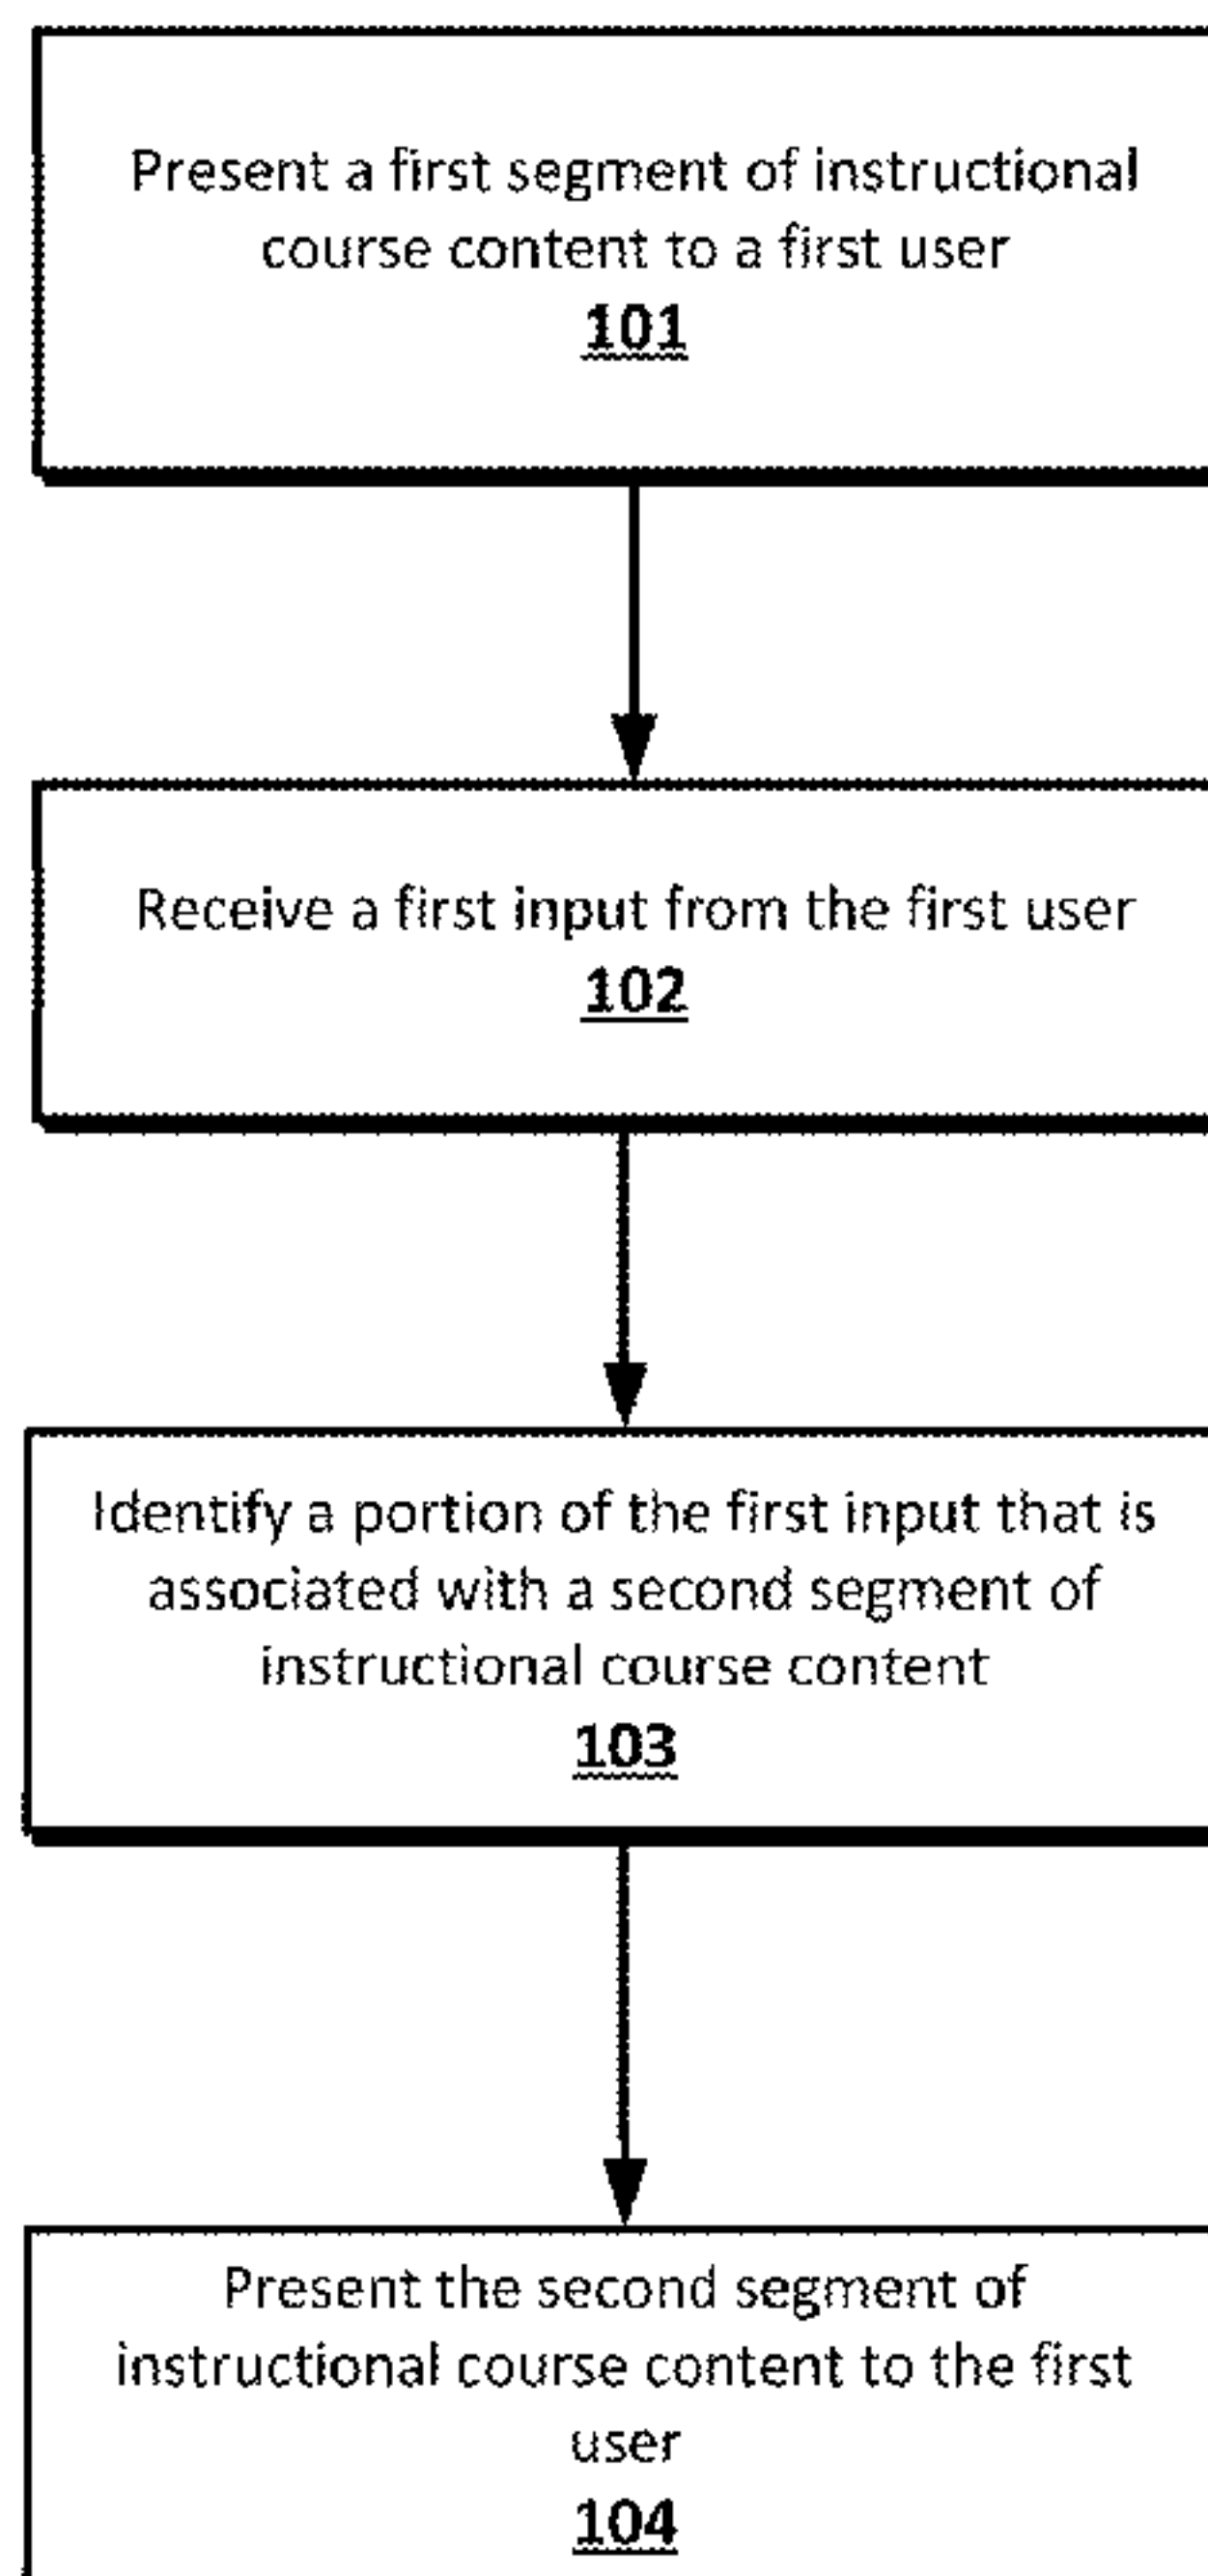 Present a first segment of instructional
course content to a first user
101
Receive a first input from the first user
102
Identify a portion of the first input that is
associated with a second segment of
instructional course content
103
Present the second segment of
instructional course content to the first
user
104